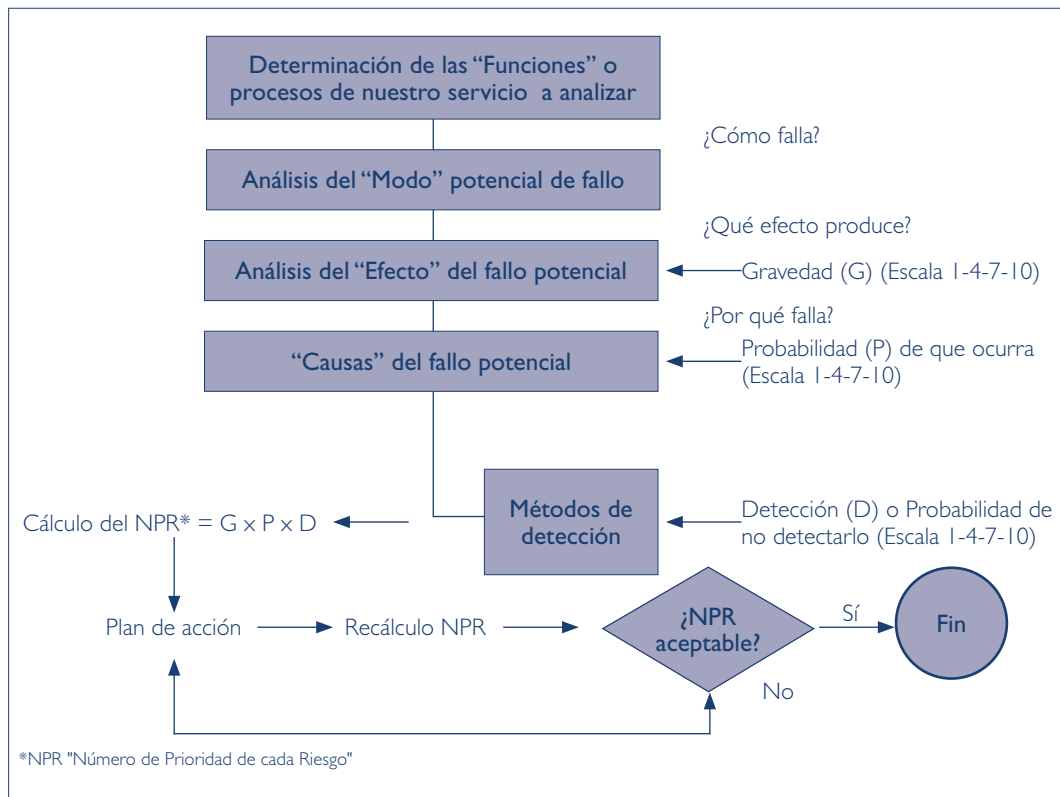 Determinación de las “Funciones” o
procesos de nuestro servicio a analizar
¿Cómo falla?
Análisis del “Modo” potencial de fallo
¿Qué efecto produce?
Análisis del “Efecto” del fallo potencial
Gravedad (G) (Escala 1-4-7-10)
¿Por qué falla?
“Causas” del fallo potencial
Probabilidad (P) de que ocurra
(Escala 1-4-7-10)
Métodos de
detección
Detección (D) o Probabilidad de
no detectarlo (Escala 1-4-7-10)
Cálculo del NPR* = G x P x D
Plan de acción
Recálculo NPR
¿NPR
aceptable?
Sí
Fin
No
*NPR "Número de Prioridad de cada Riesgo"